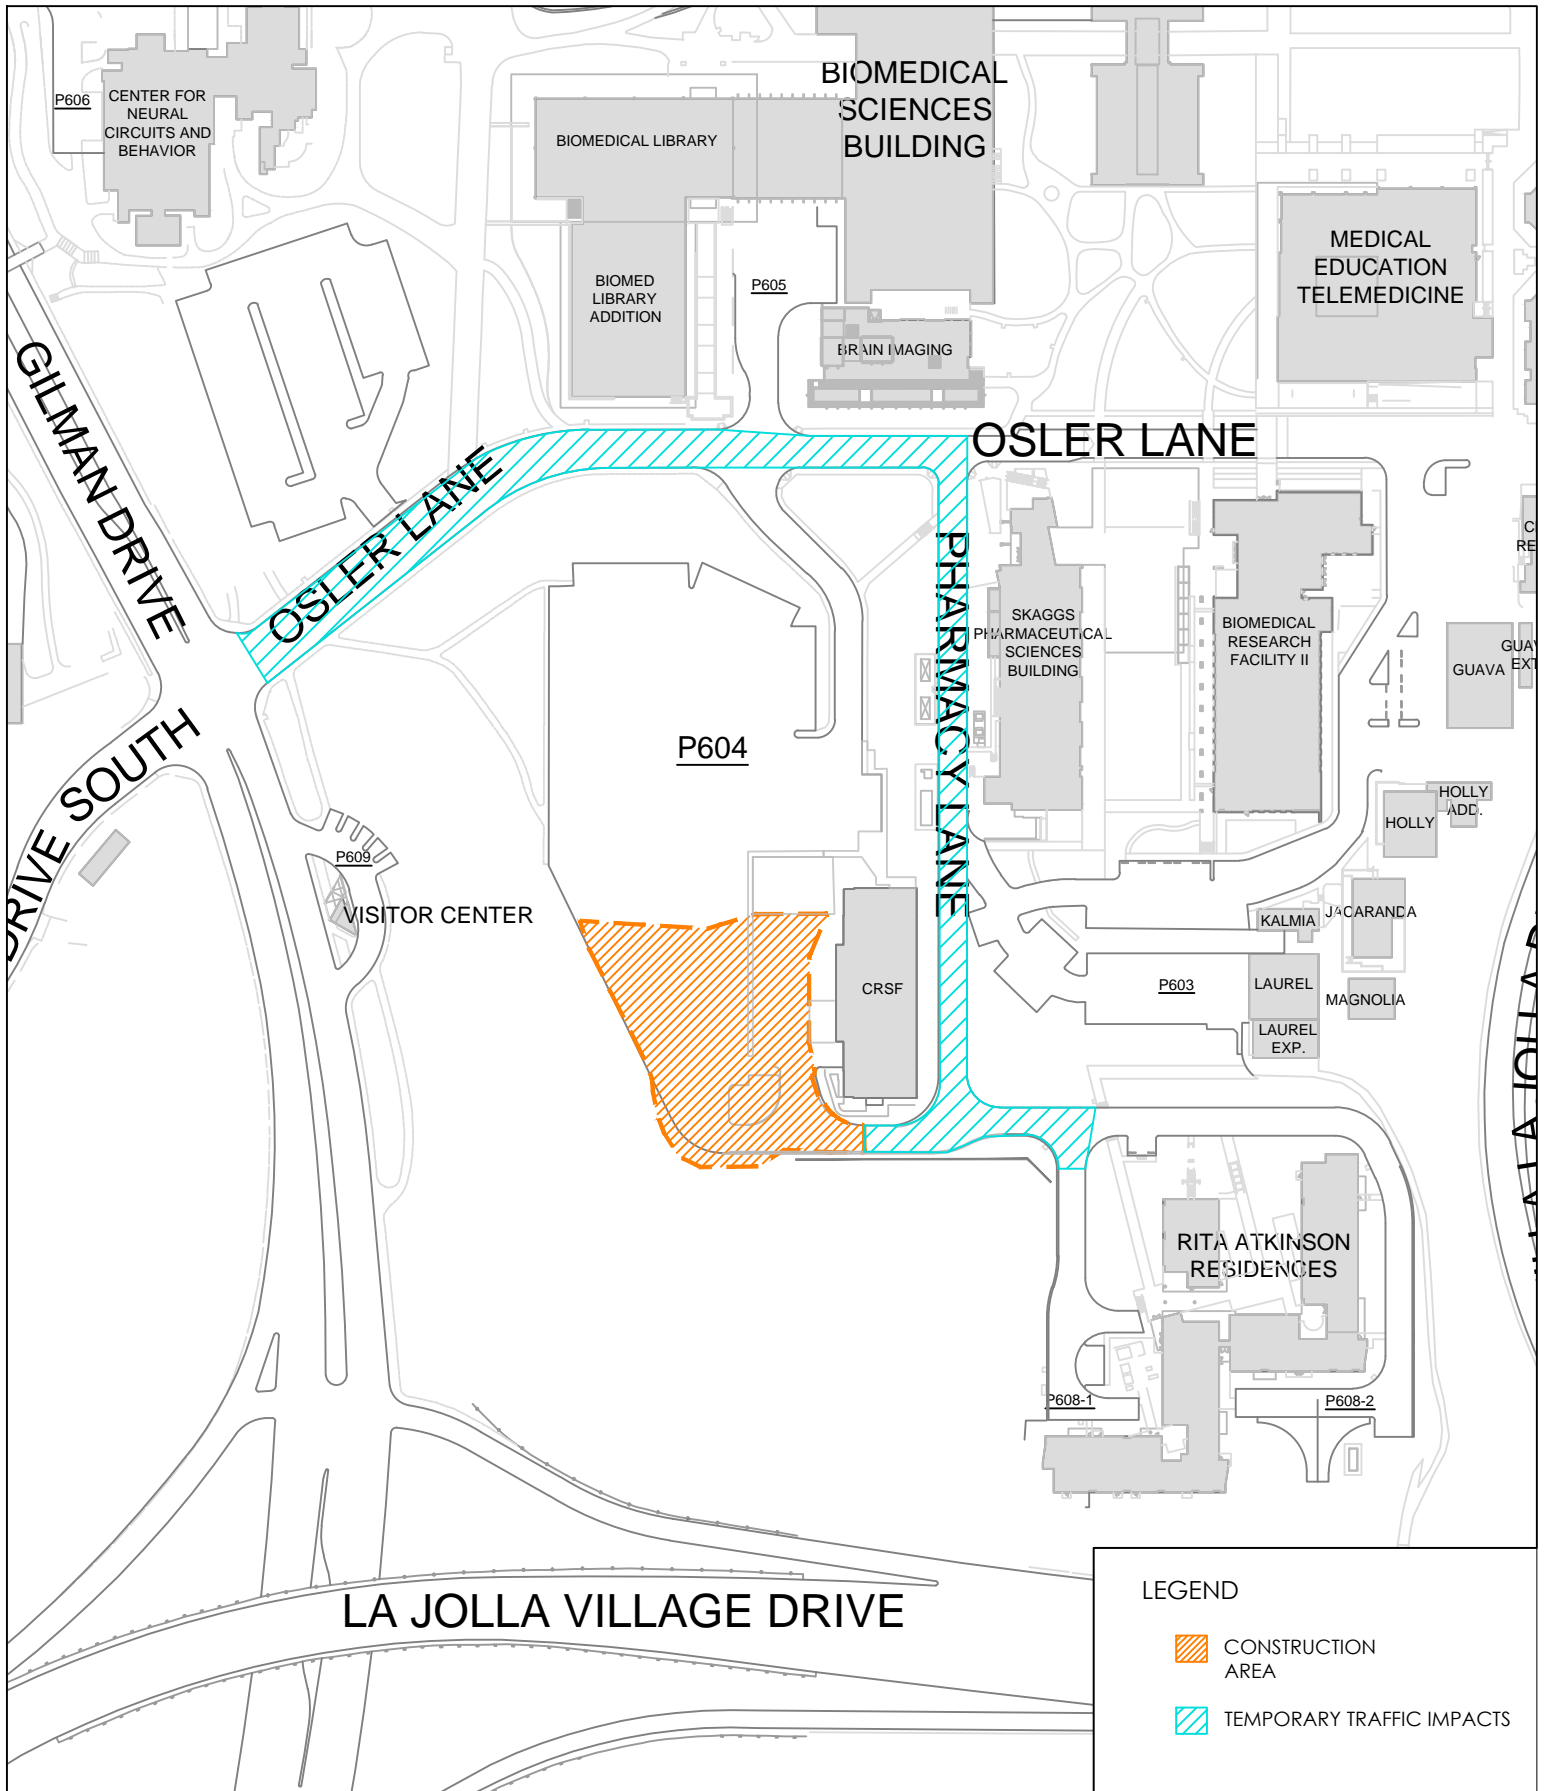 BIOMEDICAL
SCIENCES
BUILDING
P606
CENTER FOR
NEURAL
CIRCUITS AND
BEHAVIOR
BIOMEDICAL LIBRARY
MEDICAL
EDUCATION
TELEMEDICINE
BIOMED
LIBRARY
ADDITION
P605
BRAIN IMAGING
GILMAN DRIVE
OSLER LANE
OSLER LANE
PHARMACY LANE
SKAGGS
PHARMACEUTICAL
SCIENCES
BUILDING
BIOMEDICAL
RESEARCH
FACILITY II
C
RE
GUAVA
GUAV
EXT
P604
DRIVE SOUTH
HOLLY
ADD.
HOLLY
P609
VISITOR CENTER
KALMIA
JACARANDA
CRSF
P603
LAUREL
MAGNOLIA
LAUREL
EXP.
RITA ATKINSON
RESIDENCES
P608-1
P608-2
LA JOLLA VILLAGE DRIVE
LEGEND
CONSTRUCTION
AREA
TEMPORARY TRAFFIC IMPACTS